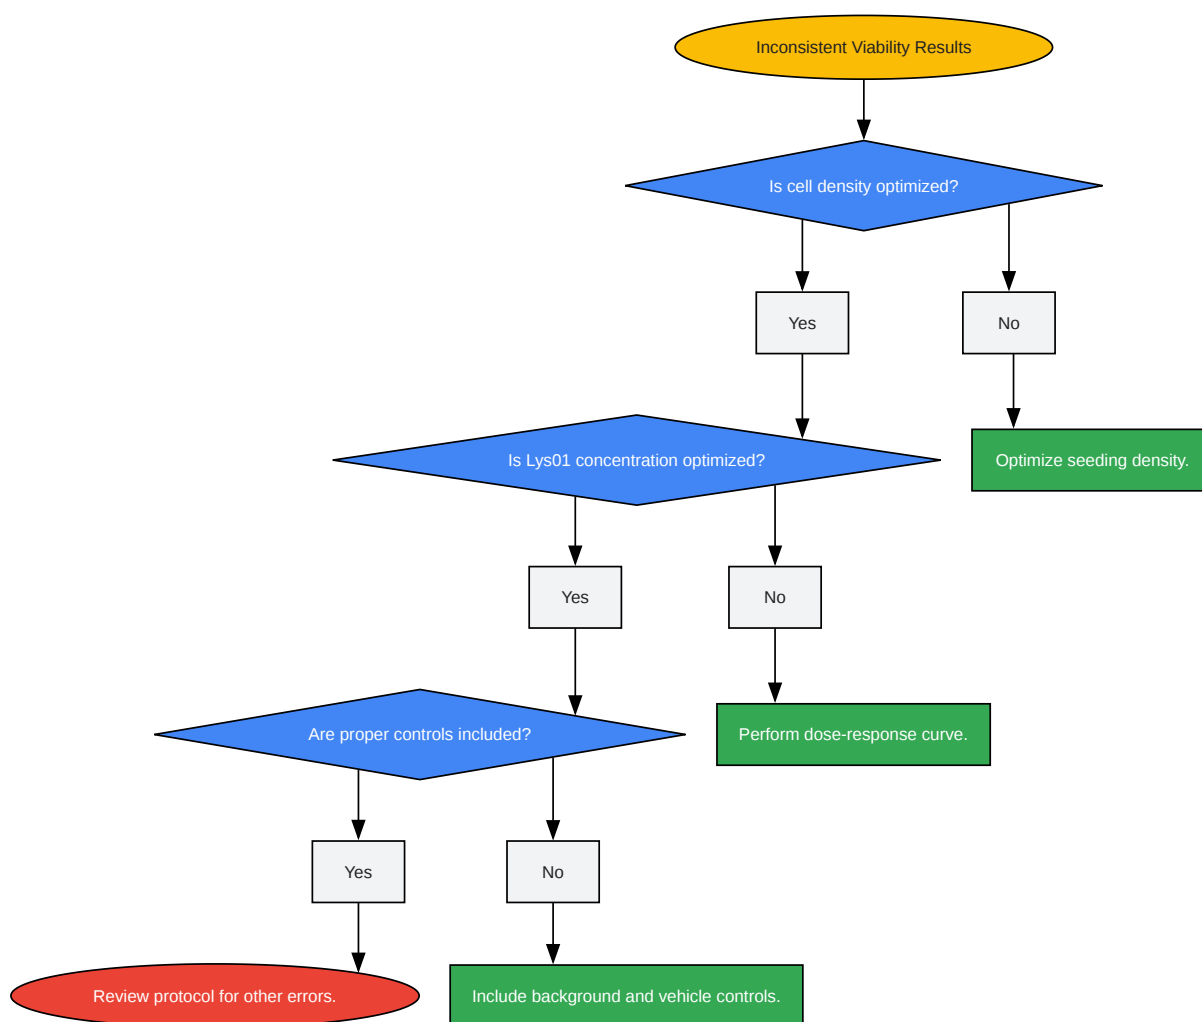 Inconsistent Viability Results
Is cell density optimized?
Yes
No
Is Lys01 concentration optimized?
Optimize seeding density.
Yes
No
Are proper controls included?
Perform dose-response curve.
Yes
No
Review protocol for other errors.
Include background and vehicle controls.